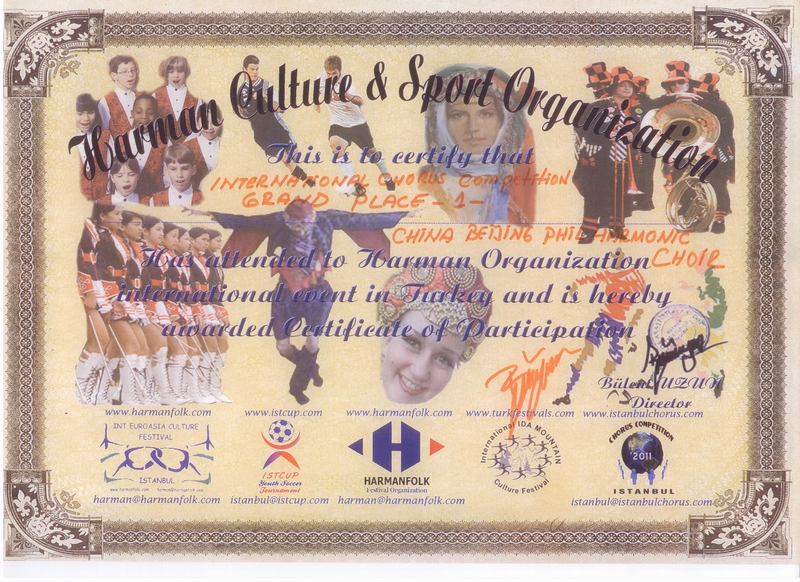 Harman Culture & Sport Organization
This is to certify that
INTERNATIONAL CHORUS COMPETITION
GRAND PLACE -1-
CHINA BEIJING PHILHARMONIC
CHOIR
Has attended to Harman Organization
international event in Turkey and is hereby
awarded Certificate of Participation
Bülent UZUN
Director
www.harmanfolk.com www.istcup.com www.harmanfolk.com www.turkfestivals.com www.istanbulchorus.com
INT EUROASIA CULTURE
FESTIVAL
ISTANBUL
ISTCUP
Youth Soccer
Tournament
H
HARMANFOLK
Festival Organization
International IDA MOUNTAIN
Culture Festival
CHORUS COMPETITION
2011
ISTANBUL
harman@harmanfolk.com istanbul@istcup.com harman@harmanfolk.com istanbul@istanbulchorus.com